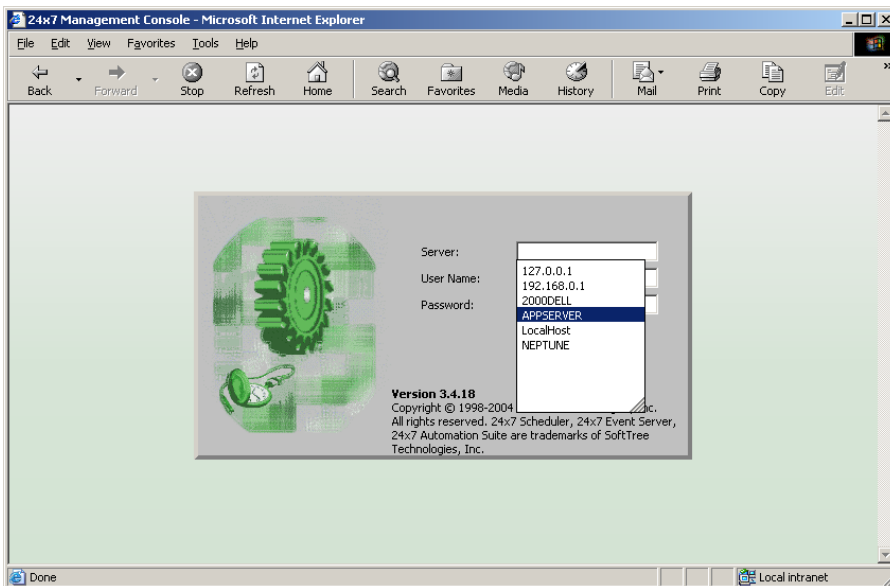 24x7 Management Console - Microsoft Internet Explorer
File Edit View Favorites Tools Help
Back Forward Stop Refresh Home Search Favorites Media History Mail Print Copy Edit
Server:
User Name:
Password:
127.0.0.1
192.168.0.1
2000DELL
APPSERVER
LocalHost
NEPTUNE
Version 3.4.18
Copyright © 1998-2004 Inc.
All rights reserved. 24x7 Scheduler, 24x7 Event Server,
24x7 Automation Suite are trademarks of SoftTree
Technologies, Inc.
Done Local intranet